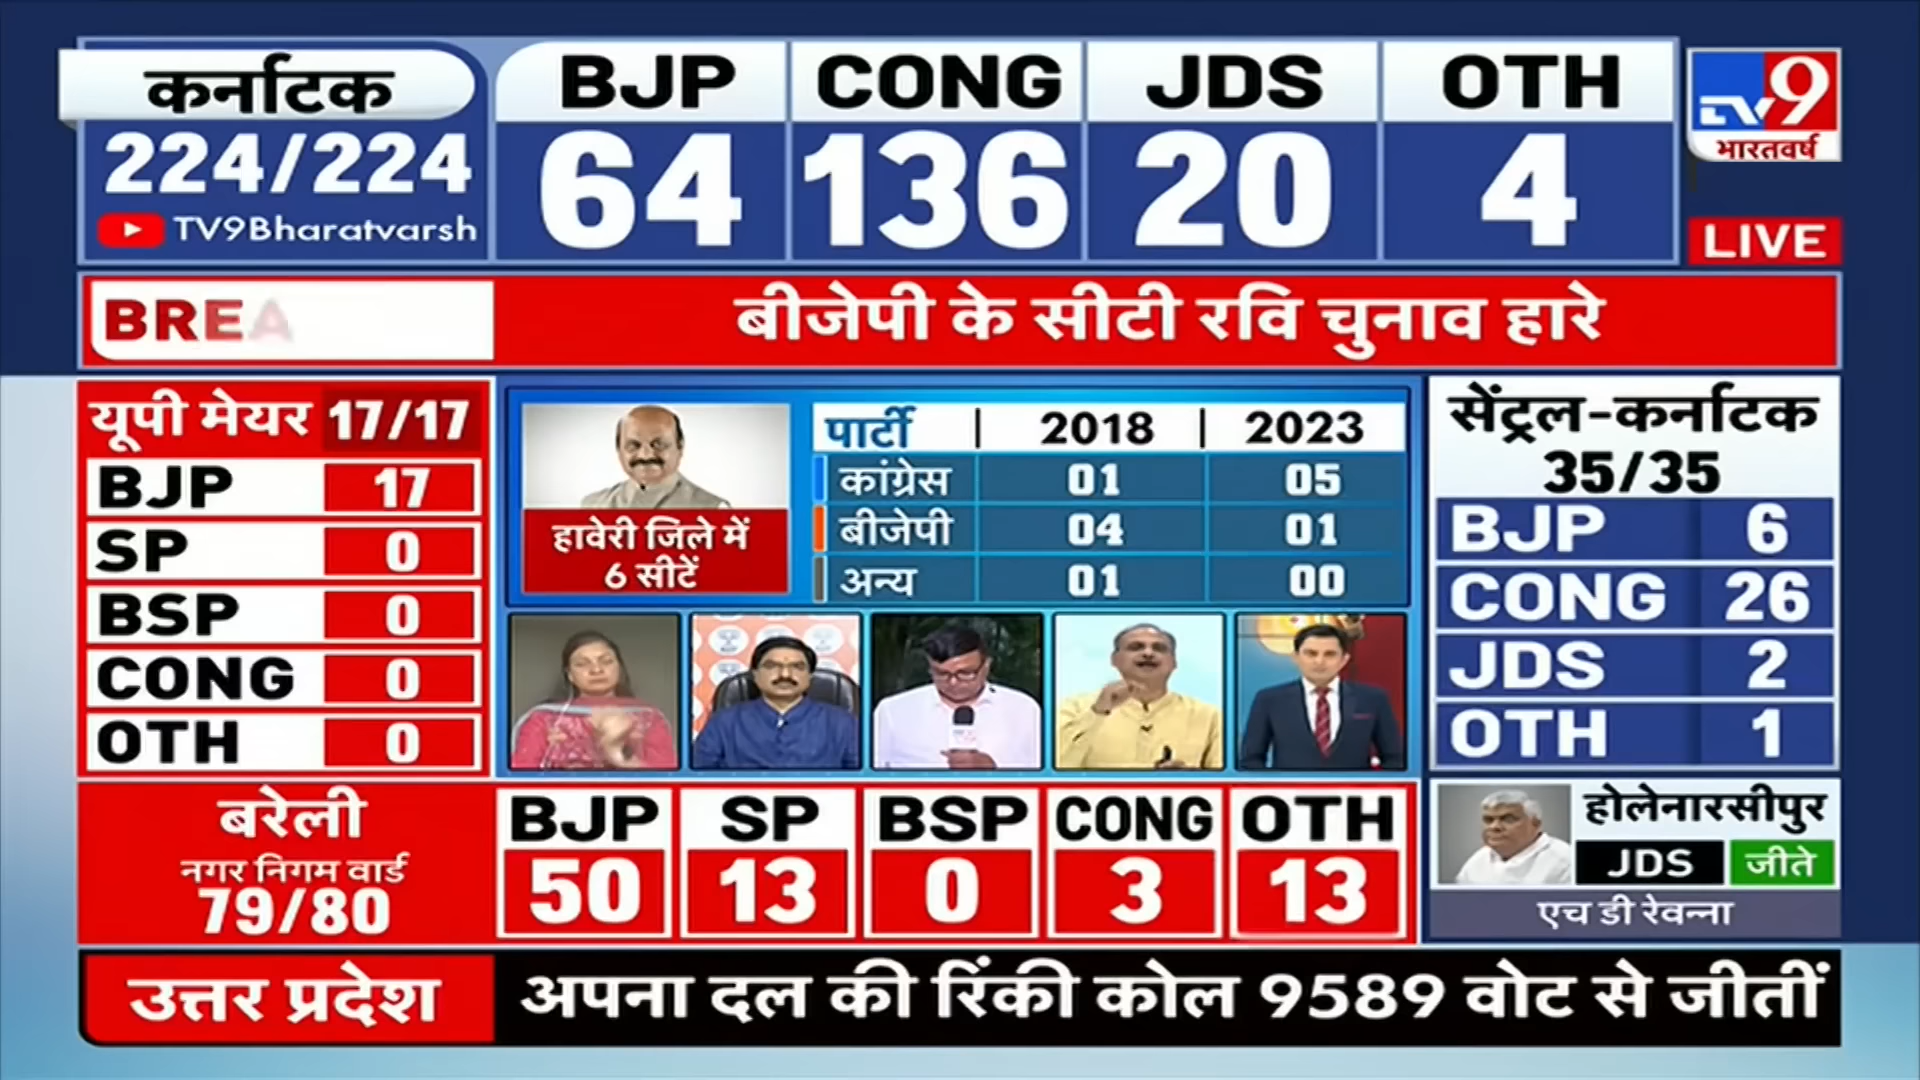 कर्नाटक
224/224
TV9Bharatvarsh
BJP CONG JDS OTH
64 136 20 4
TV9
भारतवर्ष
LIVE
BREA
बीजेपी के सीटी रवि चुनाव हारे
यूपी मेयर 17/17
BJP 17
SP 0
BSP 0
CONG 0
OTH 0
हावेरी जिले में
6 सीटें
पार्टी | 2018 | 2023
कांग्रेस 01 05
बीजेपी 04 01
अन्य 01 00
सेंट्रल-कर्नाटक
35/35
BJP 6
CONG 26
JDS 2
OTH 1
बरेली
नगर निगम वार्ड
79/80
BJP SP BSP CONG OTH
50 13 0 3 13
होलेनारसीपुर
JDS जीते
एच डी रेवन्ना
उत्तर प्रदेश
अपना दल की रिंकी कोल 9589 वोट से जीतीं